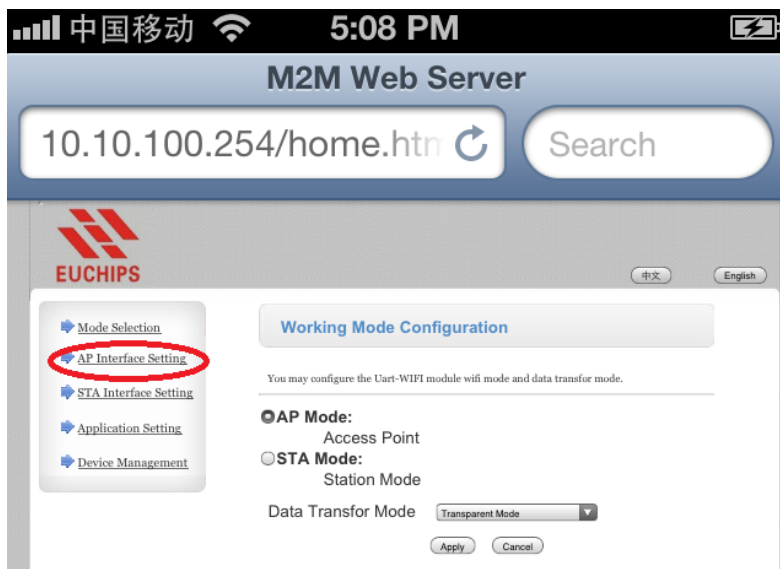 中国移动 5:08 PM
M2M Web Server
10.10.100.254/home.htm Search
EUCHIPS
中文 English
Mode Selection
AP Interface Setting
STA Interface Setting
Application Setting
Device Management
Working Mode Configuration
You may configure the Uart-WIFI module wifi mode and data transfor mode.
AP Mode:
Access Point
STA Mode:
Station Mode
Data Transfor Mode Transparent Mode
Apply Cancel